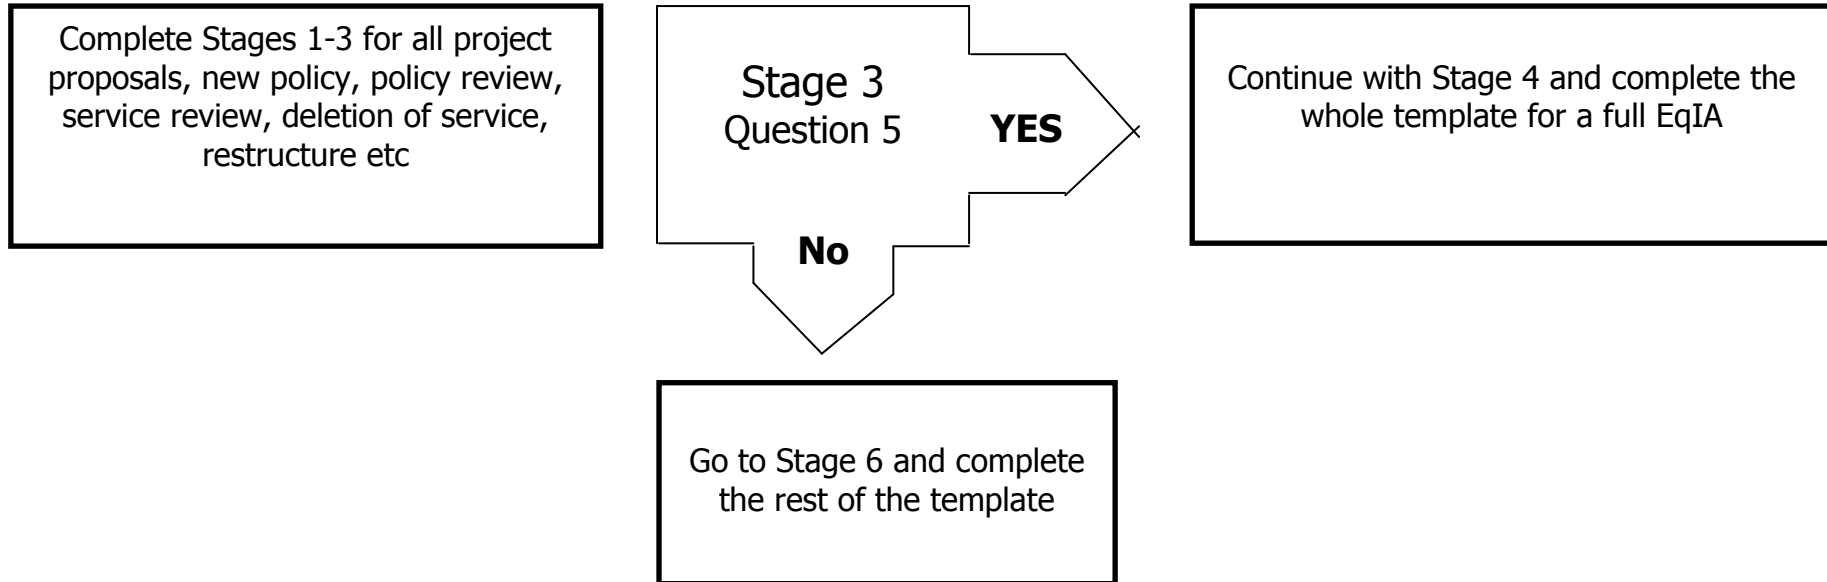 Complete Stages 1-3 for all project
proposals, new policy, policy review,
service review, deletion of service,
restructure etc
Stage 3
Question 5
YES
No
Continue with Stage 4 and complete the
whole template for a full EqIA
Go to Stage 6 and complete
the rest of the template